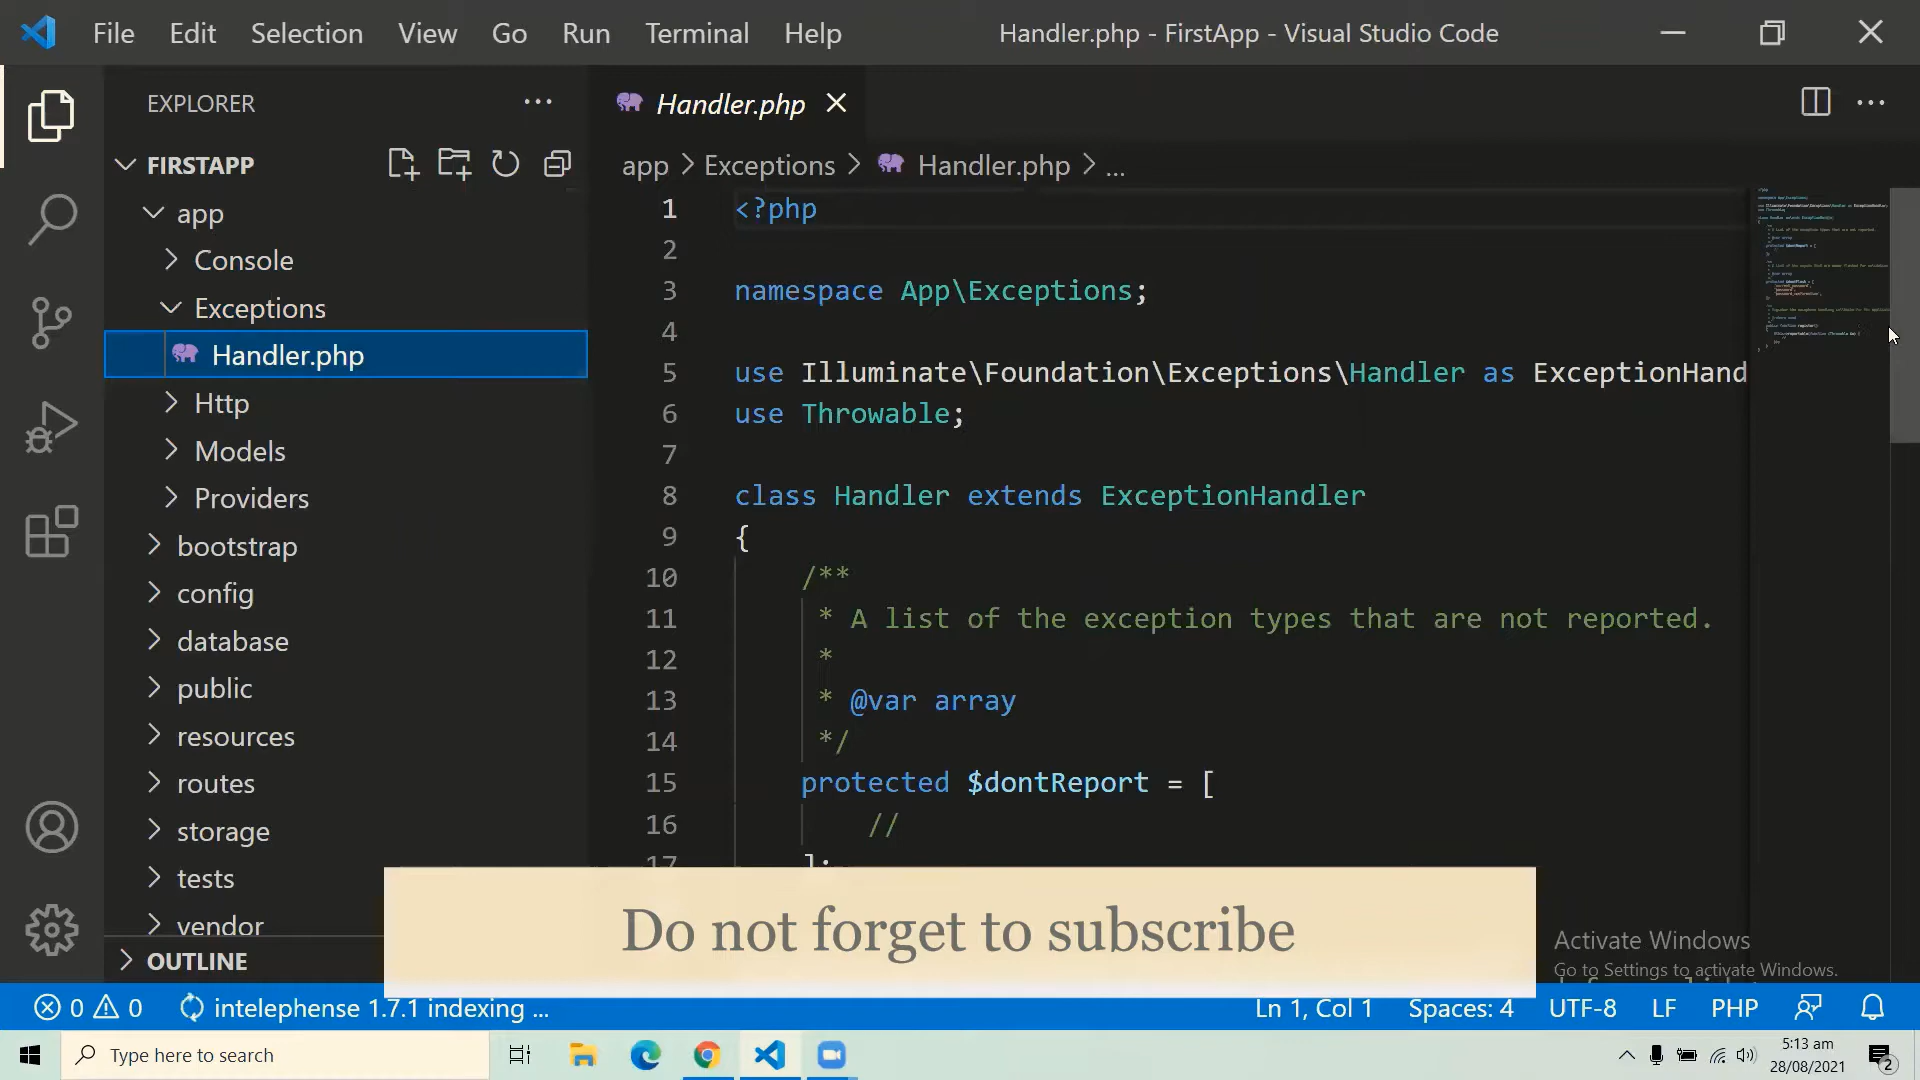 File Edit Selection View Go Run Terminal Help Handler.php - FirstApp - Visual Studio Code
EXPLORER
Handler.php
FIRSTAPP
app > Exceptions > Handler.php > ...
app
Console
Exceptions
Handler.php
Http
Models
Providers
bootstrap
config
database
public
resources
routes
storage
tests
vendor
OUTLINE
1 <?php
2
3 namespace App\Exceptions;
4
5 use Illuminate\Foundation\Exceptions\Handler as ExceptionHand
6 use Throwable;
7
8 class Handler extends ExceptionHandler
9 {
10 /**
11 * A list of the exception types that are not reported.
12 *
13 * @var array
14 */
15 protected $dontReport = [
16 //
17 ];
Do not forget to subscribe
Activate Windows
Go to Settings to activate Windows.
0 0 intelephense 1.7.1 indexing ... Ln 1, Col 1 Spaces: 4 UTF-8 LF PHP
Type here to search
5:13 am
28/08/2021
2